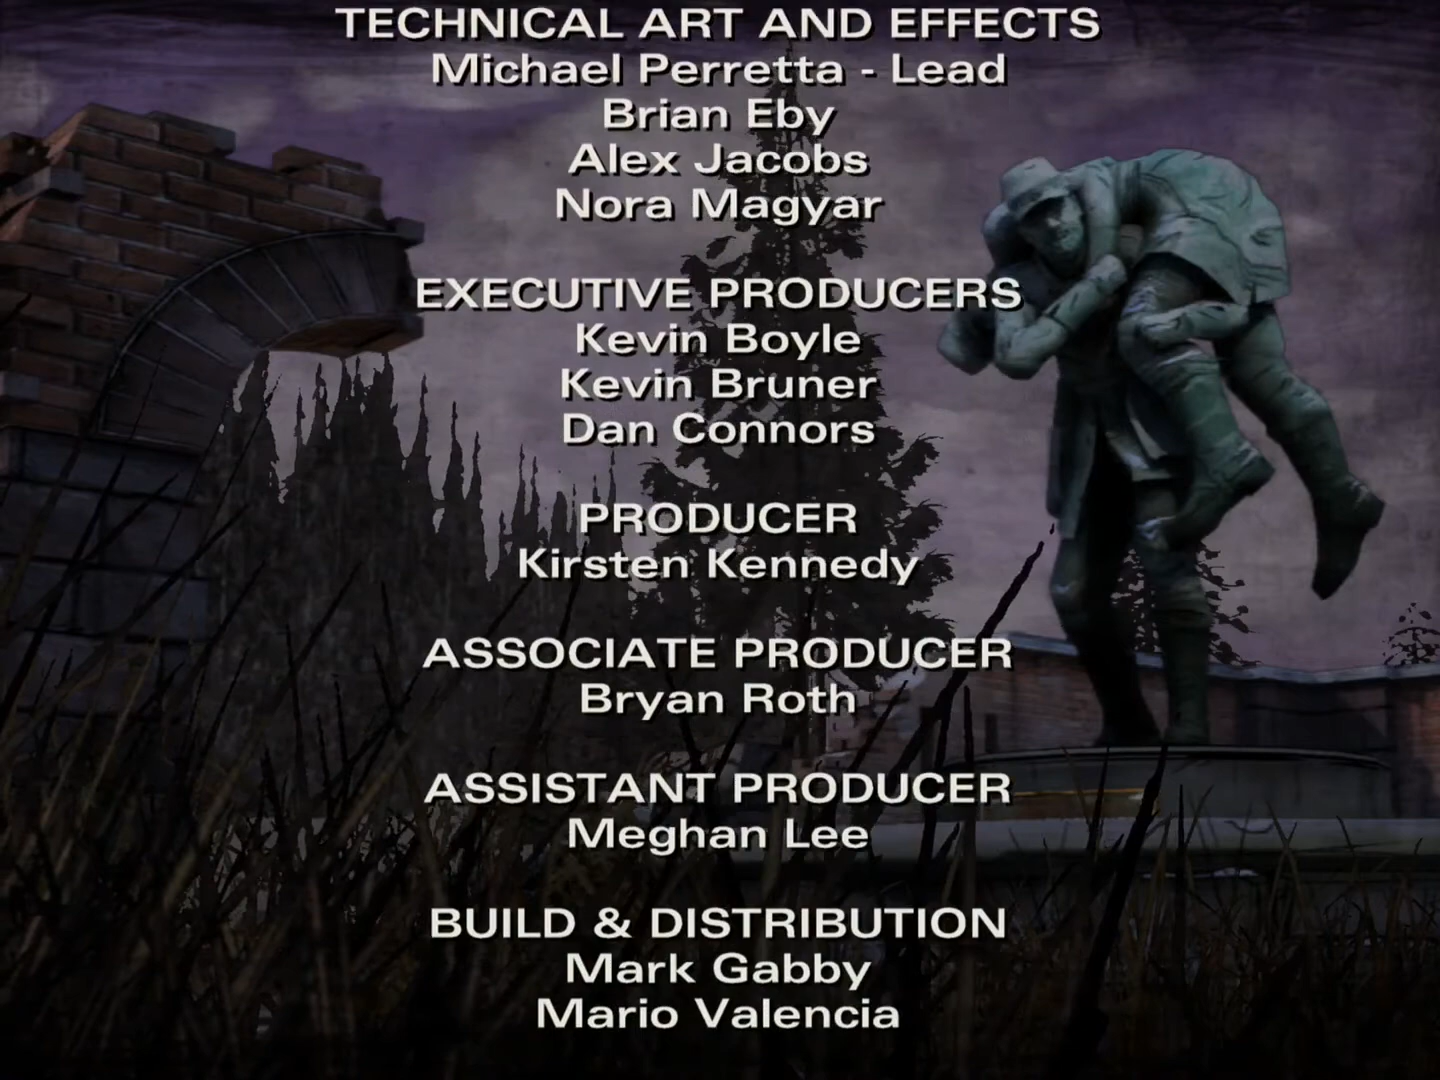 TECHNICAL ART AND EFFECTS
Michael Perretta - Lead
Brian Eby
Alex Jacobs
Nora Magyar
EXECUTIVE PRODUCERS
Kevin Boyle
Kevin Bruner
Dan Connors
PRODUCER
Kirsten Kennedy
ASSOCIATE PRODUCER
Bryan Roth
ASSISTANT PRODUCER
Meghan Lee
BUILD & DISTRIBUTION
Mark Gabby
Mario Valencia